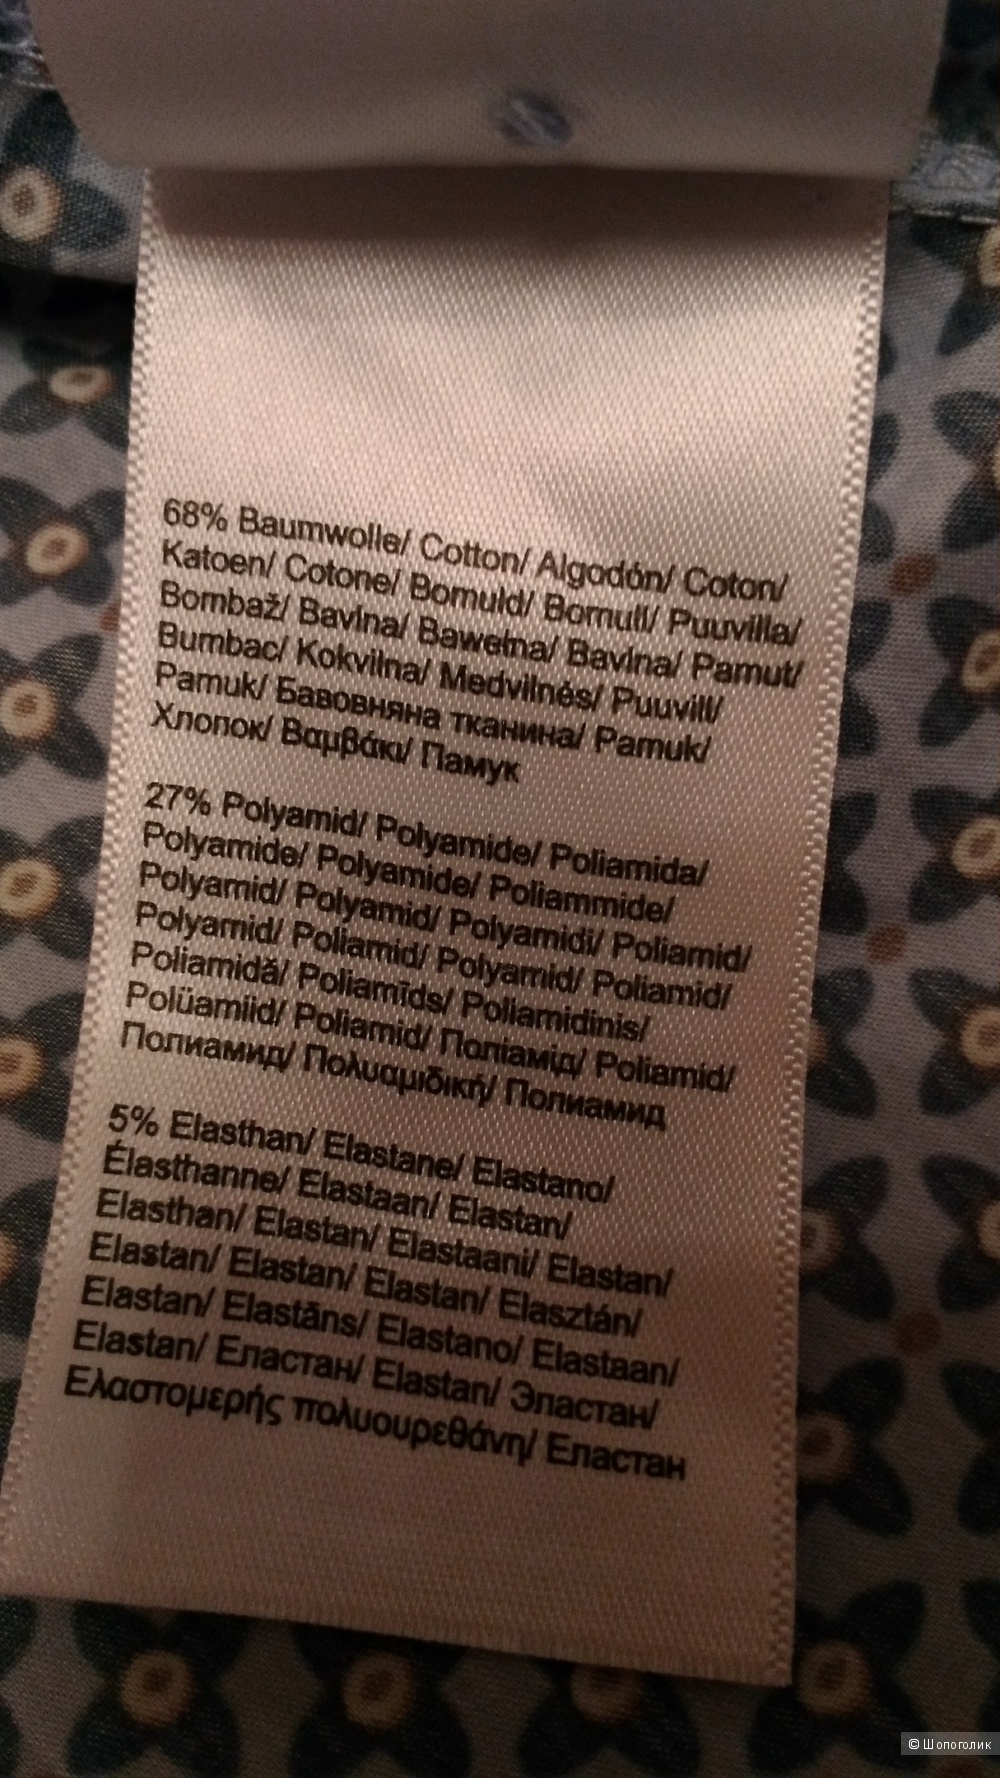 68% Baumwolle/ Cotton/ Algodón/ Coton/
Katoen/ Cotone/ Bomuld/ Bomull/ Puuvilla/
Bombaž/ Bavlna/ Bawełna/ Bavlna/ Pamut/
Bumbac/ Kokvilna/ Medvilnės/ Puuvill/
Pamuk/ Бавовняна тканина/ Pamuk/
Хлопок/ Βαμβάκι/ Памук
27% Polyamid/ Polyamide/ Poliamida/
Polyamide/ Polyamide/ Poliammide/
Polyamid/ Polyamid/ Polyamidi/ Poliamid/
Polyamid/ Poliamid/ Polyamid/ Poliamid/
Poliamidă/ Poliamīds/ Poliamidinis/
Polüamiid/ Poliamid/ Поліамід/ Poliamid/
Полиамид/ Πολυαμιδική/ Полиамид
5% Elasthan/ Elastane/ Elastano/
Élasthanne/ Elastaan/ Elastan/
Elasthan/ Elastan/ Elastaani/ Elastan/
Elastan/ Elastan/ Elastan/ Elasztán/
Elastan/ Elastāns/ Elastano/ Elastaan/
Elastan/ Еластан/ Elastan/ Эластан/
Ελαστομερής πολυουρεθάνη/ Еластан
© Шопоголик